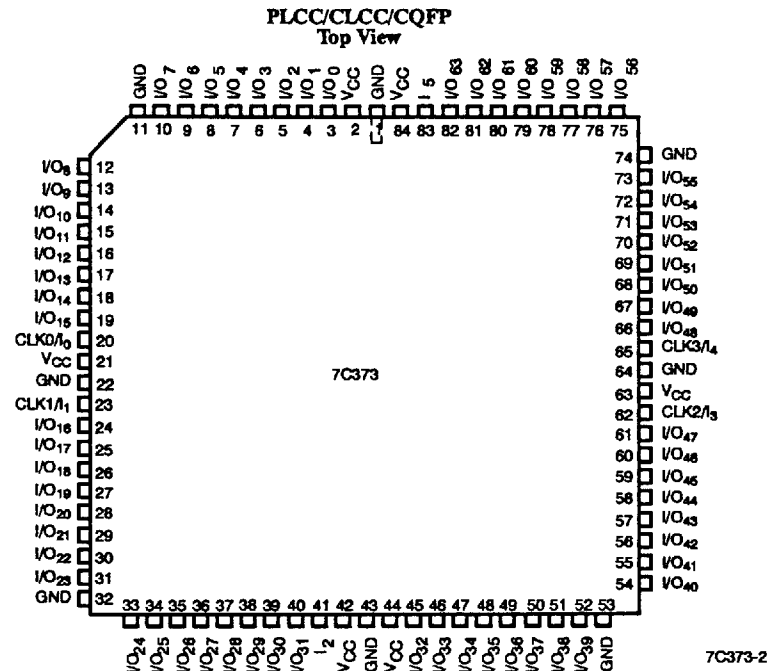 PLCC/CLCC/CQFP
Top View
GND I/O7 I/O6 I/O5 I/O4 I/O3 I/O2 I/O1 I/O0 VCC GND VCC I5 I/O63 I/O62 I/O61 I/O60 I/O59 I/O58 I/O57 I/O56
11 10 9 8 7 6 5 4 3 2 1 84 83 82 81 80 79 78 77 76 75
I/O8 12
I/O9 13
I/O10 14
I/O11 15
I/O12 16
I/O13 17
I/O14 18
I/O15 19
CLK0/I0 20
VCC 21
GND 22
CLK1/I1 23
I/O16 24
I/O17 25
I/O18 26
I/O19 27
I/O20 28
I/O21 29
I/O22 30
I/O23 31
GND 32
7C373
74 GND
73 I/O55
72 I/O54
71 I/O53
70 I/O52
69 I/O51
68 I/O50
67 I/O49
66 I/O48
65 CLK3/I4
64 GND
63 VCC
62 CLK2/I3
61 I/O47
60 I/O46
59 I/O45
58 I/O44
57 I/O43
56 I/O42
55 I/O41
54 I/O40
33 34 35 36 37 38 39 40 41 42 43 44 45 46 47 48 49 50 51 52 53
I/O24 I/O25 I/O26 I/O27 I/O28 I/O29 I/O30 I/O31 I2 VCC GND VCC I/O32 I/O33 I/O34 I/O35 I/O36 I/O37 I/O38 I/O39 GND
7C373-2